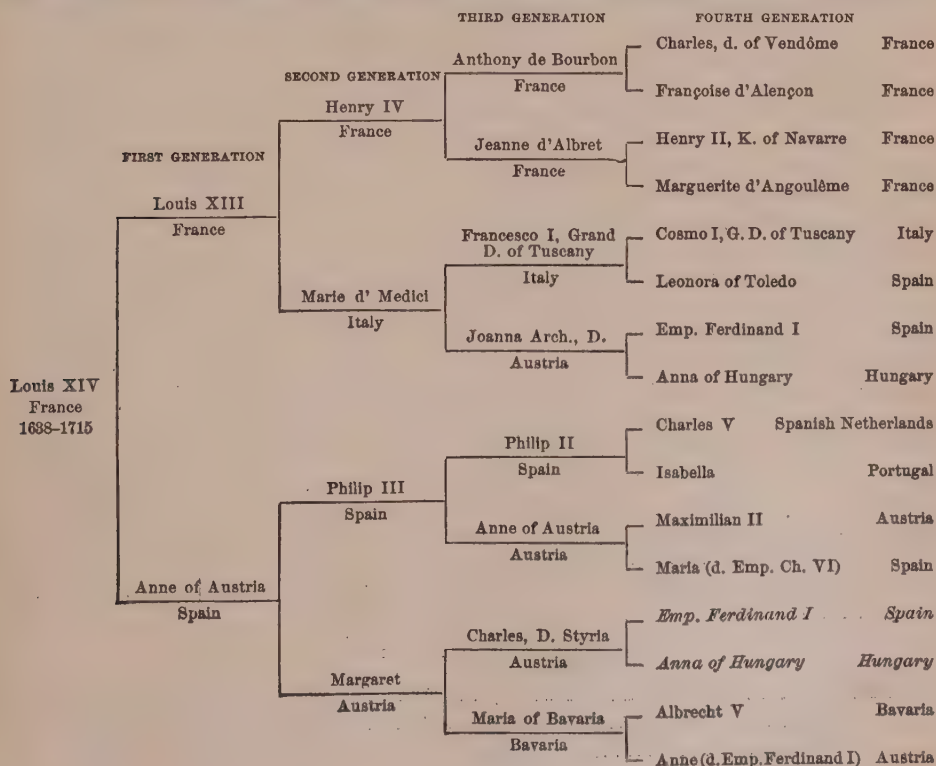 THIRD GENERATION FOURTH GENERATION
Charles, d. of Vendôme France
Anthony de Bourbon
France
SECOND GENERATION
Françoise d'Alençon France
Henry IV
France
Henry II, K. of Navarre France
Jeanne d'Albret
France
FIRST GENERATION
Marguerite d'Angoulême France
Louis XIII
France
Francesco I, Grand
D. of Tuscany
Italy
Cosmo I, G. D. of Tuscany Italy
Leonora of Toledo Spain
Marie d' Medici
Italy
Joanna Arch., D.
Austria
Emp. Ferdinand I Spain
Anna of Hungary Hungary
Louis XIV
France
1638–1715
Charles V Spanish Netherlands
Philip II
Spain
Isabella Portugal
Philip III
Spain
Maximilian II Austria
Anne of Austria
Austria
Maria (d. Emp. Ch. VI) Spain
Anne of Austria
Spain
Emp. Ferdinand I Spain
Charles, D. Styria
Austria
Anna of Hungary Hungary
Margaret
Austria
Albrecht V Bavaria
Maria of Bavaria
Bavaria
Anne (d. Emp. Ferdinand I) Austria